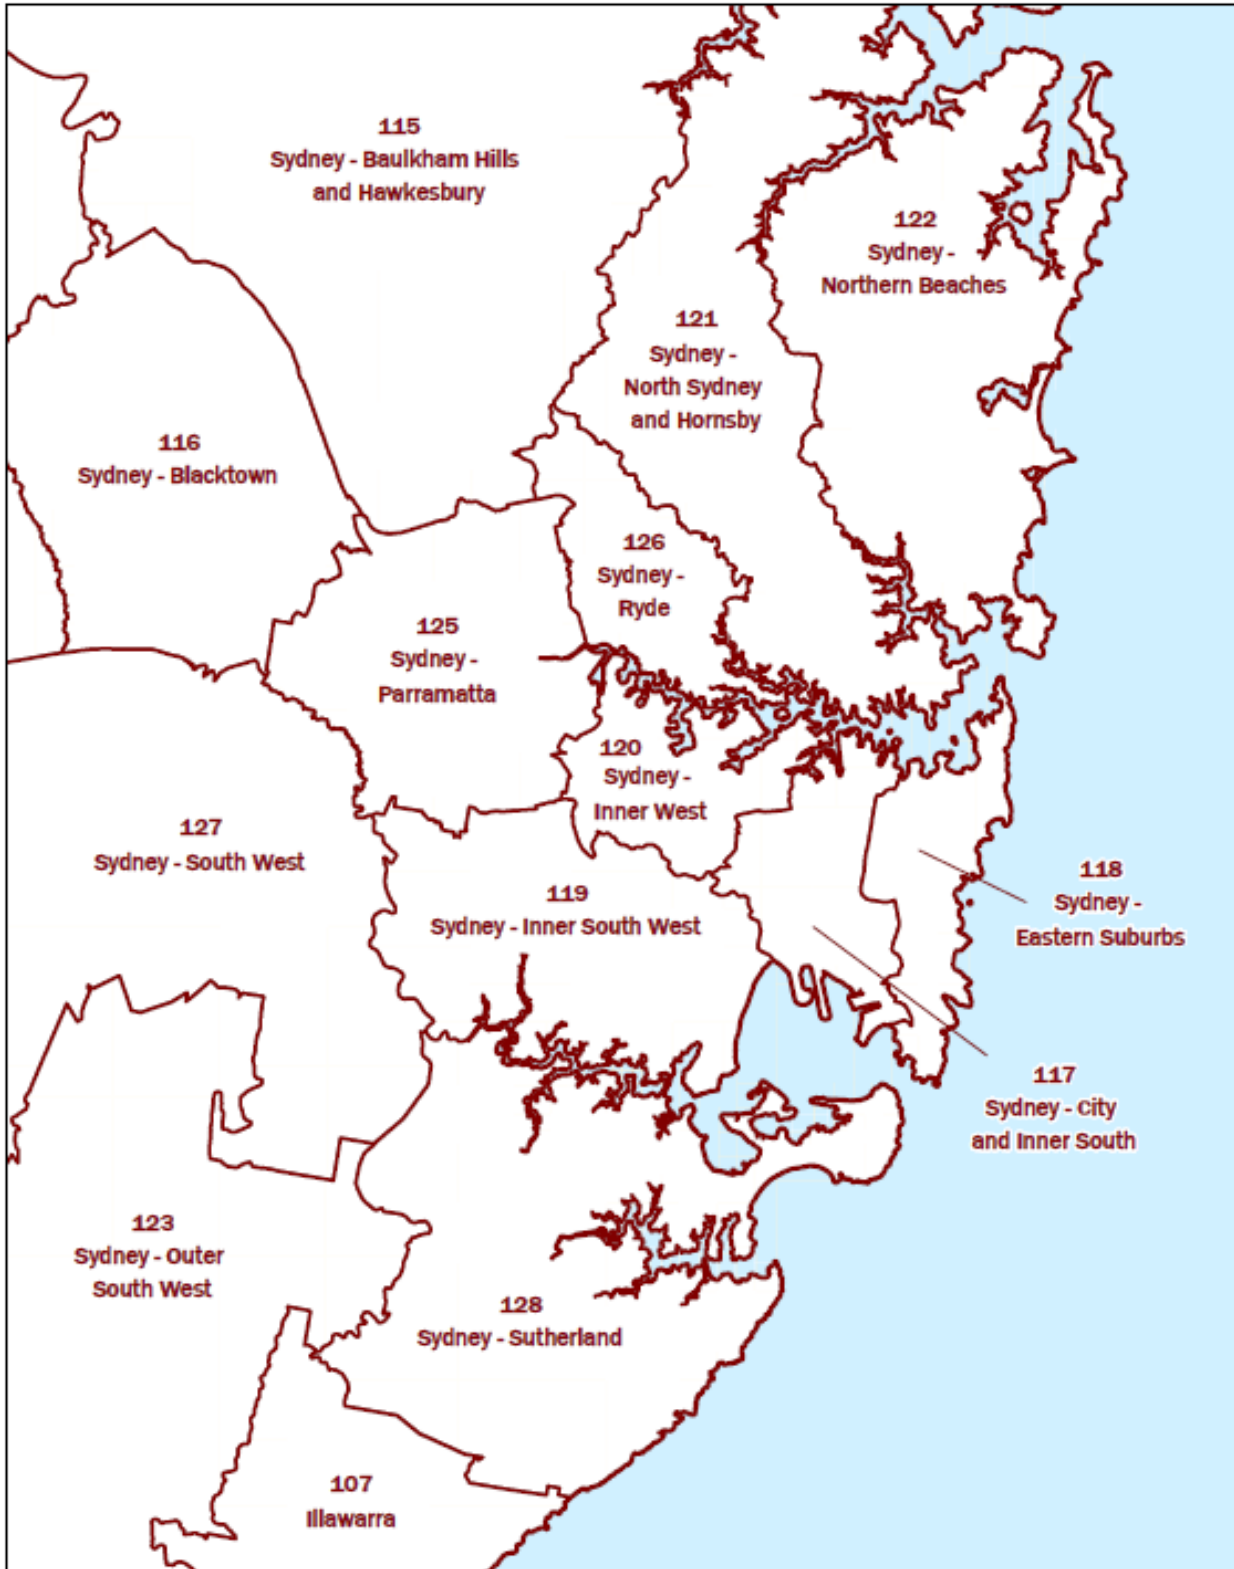 115
Sydney - Baulkham Hills
and Hawkesbury
122
Sydney -
Northern Beaches
121
Sydney -
North Sydney
and Hornsby
116
Sydney - Blacktown
126
Sydney -
Ryde
125
Sydney -
Parramatta
120
Sydney -
Inner West
127
Sydney - South West
118
Sydney -
Eastern Suburbs
119
Sydney - Inner South West
117
Sydney - City
and Inner South
123
Sydney - Outer
South West
128
Sydney - Sutherland
107
Illawarra